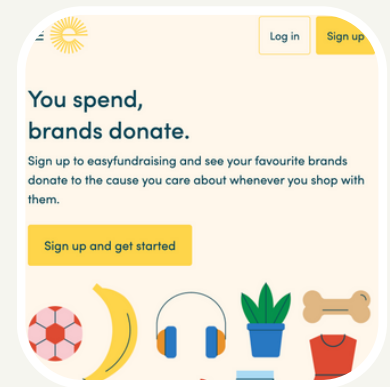 Log in
Sign up
You spend,
brands donate.
Sign up to easyfundraising and see your favourite brands
donate to the cause you care about whenever you shop with
them.
Sign up and get started